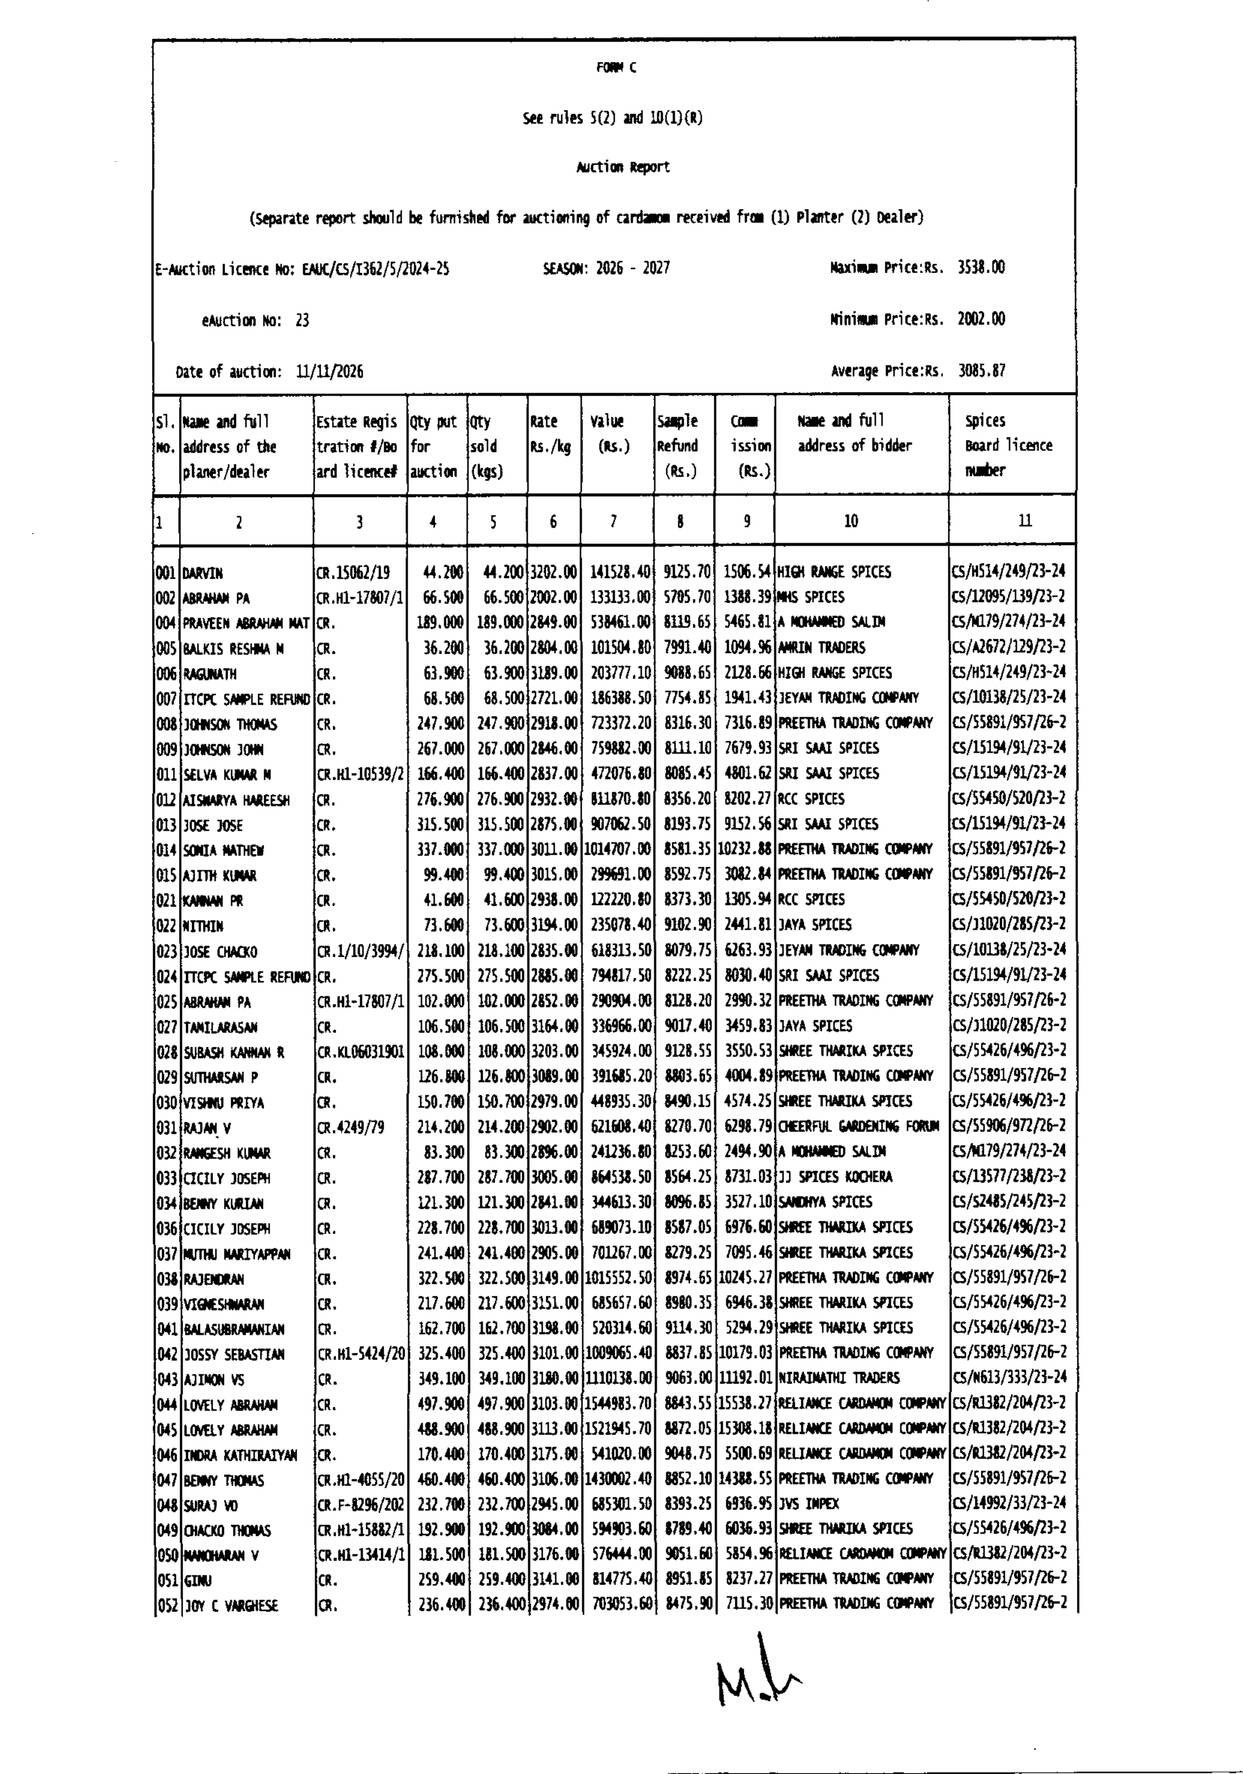 FORM C
See rules 5(2) and 10(1)(R)
Auction Report
(Separate report should be furnished for auctioning of cardamom received from (1) Planter (2) Dealer)
E-Auction Licence No: EAUC/CS/I362/5/2024-25 SEASON: 2026 - 2027 Maximum Price:Rs. 3538.00
eAuction No: 23 Minimum Price:Rs. 2002.00
Date of auction: 11/11/2026 Average Price:Rs. 3085.87
Sl. Name and full Estate Regis Qty put Qty Rate Value Sample Comm Name and full Spices
No. address of the tration #/Bo for sold Rs./kg (Rs.) Refund ission address of bidder Board licence
planer/dealer ard licence# auction (kgs) (Rs.) (Rs.) number
1 2 3 4 5 6 7 8 9 10 11
001 DARVIN CR.15062/19 44.200 44.200 3202.00 141528.40 9125.70 1506.54 HIGH RANGE SPICES CS/H514/249/23-24
002 ABRAHAM PA CR.H1-17807/1 66.500 66.500 2002.00 133133.00 5705.70 1388.39 MHS SPICES CS/12095/139/23-2
004 PRAVEEN ABRAHAM MAT CR. 189.000 189.000 2849.00 538461.00 8119.65 5465.81 A MOHAMMED SALIM CS/M179/274/23-24
005 BALKIS RESHMA M CR. 36.200 36.200 2804.00 101504.80 7991.40 1094.96 AMRIN TRADERS CS/A2672/129/23-2
006 RAGUNATH CR. 63.900 63.900 3189.00 203777.10 9088.65 2128.66 HIGH RANGE SPICES CS/H514/249/23-24
007 ITCPC SAMPLE REFUND CR. 68.500 68.500 2721.00 186388.50 7754.85 1941.43 JEYAM TRADING COMPANY CS/10138/25/23-24
008 JOHNSON THOMAS CR. 247.900 247.900 2918.00 723372.20 8316.30 7316.89 PREETHA TRADING COMPANY CS/55891/957/26-2
009 JOHNSON JOHN CR. 267.000 267.000 2846.00 759882.00 8111.10 7679.93 SRI SAAI SPICES CS/15194/91/23-24
011 SELVA KUMAR M CR.H1-10539/2 166.400 166.400 2837.00 472076.80 8085.45 4801.62 SRI SAAI SPICES CS/15194/91/23-24
012 AISWARYA HAREESH CR. 276.900 276.900 2932.00 811870.80 8356.20 8202.27 RCC SPICES CS/55450/520/23-2
013 JOSE JOSE CR. 315.500 315.500 2875.00 907062.50 8193.75 9152.56 SRI SAAI SPICES CS/15194/91/23-24
014 SONIA MATHEW CR. 337.000 337.000 3011.00 1014707.00 8581.35 10232.88 PREETHA TRADING COMPANY CS/55891/957/26-2
015 AJITH KUMAR CR. 99.400 99.400 3015.00 299691.00 8592.75 3082.84 PREETHA TRADING COMPANY CS/55891/957/26-2
021 KANNAN PR CR. 41.600 41.600 2938.00 122220.80 8373.30 1305.94 RCC SPICES CS/55450/520/23-2
022 NITHIN CR. 73.600 73.600 3194.00 235078.40 9102.90 2441.81 JAYA SPICES CS/J1020/285/23-2
023 JOSE CHACKO CR.1/10/3994/ 218.100 218.100 2835.00 618313.50 8079.75 6263.93 JEYAM TRADING COMPANY CS/10138/25/23-24
024 ITCPC SAMPLE REFUND CR. 275.500 275.500 2885.00 794817.50 8222.25 8030.40 SRI SAAI SPICES CS/15194/91/23-24
025 ABRAHAM PA CR.H1-17807/1 102.000 102.000 2852.00 290904.00 8128.20 2990.32 PREETHA TRADING COMPANY CS/55891/957/26-2
027 TAMILARASAN CR. 106.500 106.500 3164.00 336966.00 9017.40 3459.83 JAYA SPICES CS/J1020/285/23-2
028 SUBASH KANNAN R CR.KL06031901 108.000 108.000 3203.00 345924.00 9128.55 3550.53 SHREE THARIKA SPICES CS/55426/496/23-2
029 SUTHARSAN P CR. 126.800 126.800 3089.00 391685.20 8803.65 4004.89 PREETHA TRADING COMPANY CS/55891/957/26-2
030 VISHNU PRIYA CR. 150.700 150.700 2979.00 448935.30 8490.15 4574.25 SHREE THARIKA SPICES CS/55426/496/23-2
031 RAJAN V CR.4249/79 214.200 214.200 2902.00 621608.40 8270.70 6298.79 CHEERFUL GARDENING FORUM CS/55906/972/26-2
032 RANGESH KUMAR CR. 83.300 83.300 2896.00 241236.80 8253.60 2494.90 A MOHAMMED SALIM CS/M179/274/23-24
033 CICILY JOSEPH CR. 287.700 287.700 3005.00 864538.50 8564.25 8731.03 JJ SPICES KOCHERA CS/13577/238/23-2
034 BENNY KURIAN CR. 121.300 121.300 2841.00 344613.30 8096.85 3527.10 SANDHYA SPICES CS/S2485/245/23-2
036 CICILY JOSEPH CR. 228.700 228.700 3013.00 689073.10 8587.05 6976.60 SHREE THARIKA SPICES CS/55426/496/23-2
037 MUTHU MARIYAPPAN CR. 241.400 241.400 2905.00 701267.00 8279.25 7095.46 SHREE THARIKA SPICES CS/55426/496/23-2
038 RAJENDRAN CR. 322.500 322.500 3149.00 1015552.50 8974.65 10245.27 PREETHA TRADING COMPANY CS/55891/957/26-2
039 VIGNESHWARAN CR. 217.600 217.600 3151.00 685657.60 8980.35 6946.38 SHREE THARIKA SPICES CS/55426/496/23-2
041 BALASUBRAMANIAN CR. 162.700 162.700 3198.00 520314.60 9114.30 5294.29 SHREE THARIKA SPICES CS/55426/496/23-2
042 JOSSY SEBASTIAN CR.H1-5424/20 325.400 325.400 3101.00 1009065.40 8837.85 10179.03 PREETHA TRADING COMPANY CS/55891/957/26-2
043 AJIMON VS CR. 349.100 349.100 3180.00 1110138.00 9063.00 11192.01 NIRAIMATHI TRADERS CS/N613/333/23-24
044 LOVELY ABRAHAM CR. 497.900 497.900 3103.00 1544983.70 8843.55 15538.27 RELIANCE CARDAMOM COMPANY CS/R1382/204/23-2
045 LOVELY ABRAHAM CR. 488.900 488.900 3113.00 1521945.70 8872.05 15308.18 RELIANCE CARDAMOM COMPANY CS/R1382/204/23-2
046 INDRA KATHIRAIYAN CR. 170.400 170.400 3175.00 541020.00 9048.75 5500.69 RELIANCE CARDAMOM COMPANY CS/R1382/204/23-2
047 BENNY THOMAS CR.H1-4055/20 460.400 460.400 3106.00 1430002.40 8852.10 14388.55 PREETHA TRADING COMPANY CS/55891/957/26-2
048 SURAJ VD CR.F-8296/202 232.700 232.700 2945.00 685301.50 8393.25 6936.95 JVS IMPEX CS/14992/33/23-24
049 CHACKO THOMAS CR.H1-15882/1 192.900 192.900 3084.00 594903.60 8789.40 6036.93 SHREE THARIKA SPICES CS/55426/496/23-2
050 MANOHARAN V CR.H1-13414/1 181.500 181.500 3176.00 576444.00 9051.60 5854.96 RELIANCE CARDAMOM COMPANY CS/R1382/204/23-2
051 GINU CR. 259.400 259.400 3141.00 814775.40 8951.85 8237.27 PREETHA TRADING COMPANY CS/55891/957/26-2
052 JOY C VARGHESE CR. 236.400 236.400 2974.00 703053.60 8475.90 7115.30 PREETHA TRADING COMPANY CS/55891/957/26-2